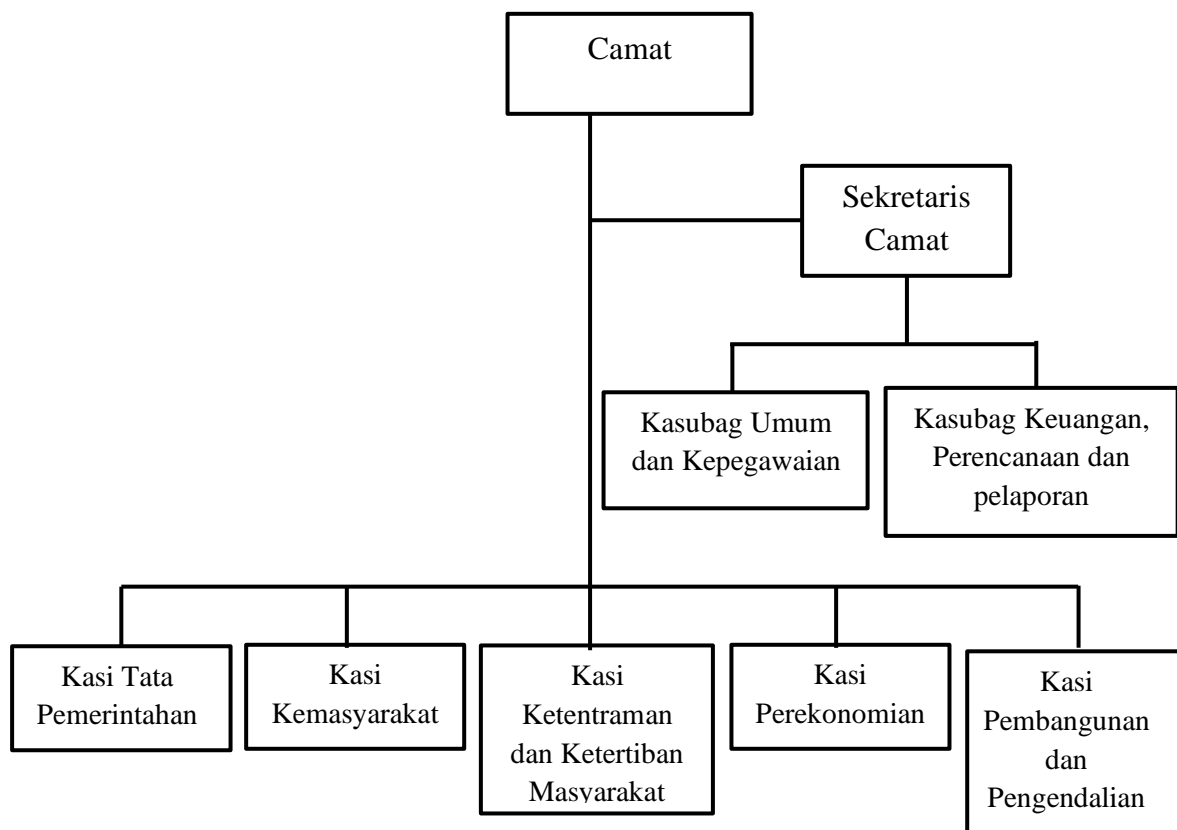 Camat
Sekretaris
Camat
Kasubag Umum
dan Kepegawaian
Kasubag Keuangan,
Perencanaan dan
pelaporan
Kasi Tata
Pemerintahan
Kasi
Kemasyarakat
Kasi
Ketentraman
dan Ketertiban
Masyarakat
Kasi
Perekonomian
Kasi
Pembangunan
dan
Pengendalian